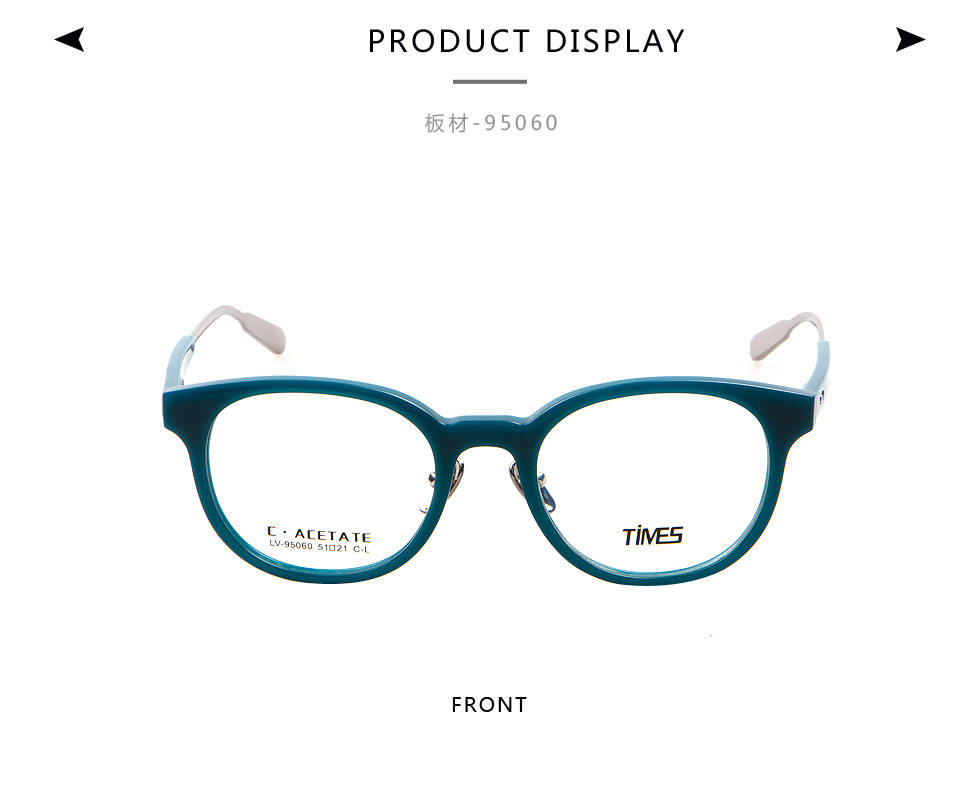 PRODUCT DISPLAY
板材-95060
C · ACETATE
LV-95060 51□21 C-L
TiMES
FRONT